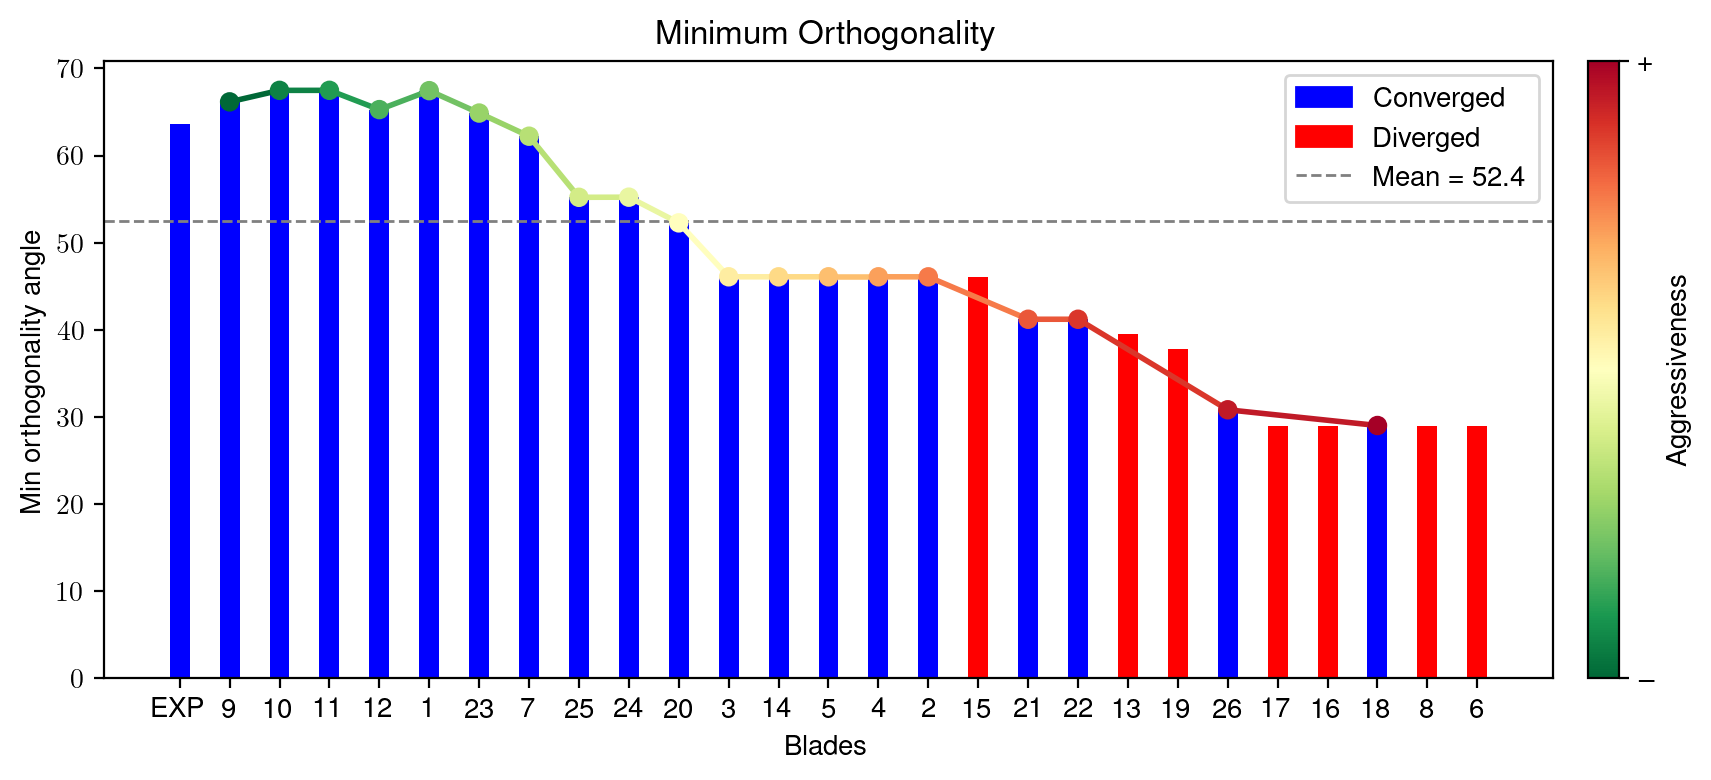 Minimum Orthogonality
70
60
50
40
30
20
10
0
Min orthogonality angle
Converged
Diverged
Mean = 52.4
EXP 9 10 11 12 1 23 7 25 24 20 3 14 5 4 2 15 21 22 13 19 26 17 16 18 8 6
Blades
+
−
Aggressiveness